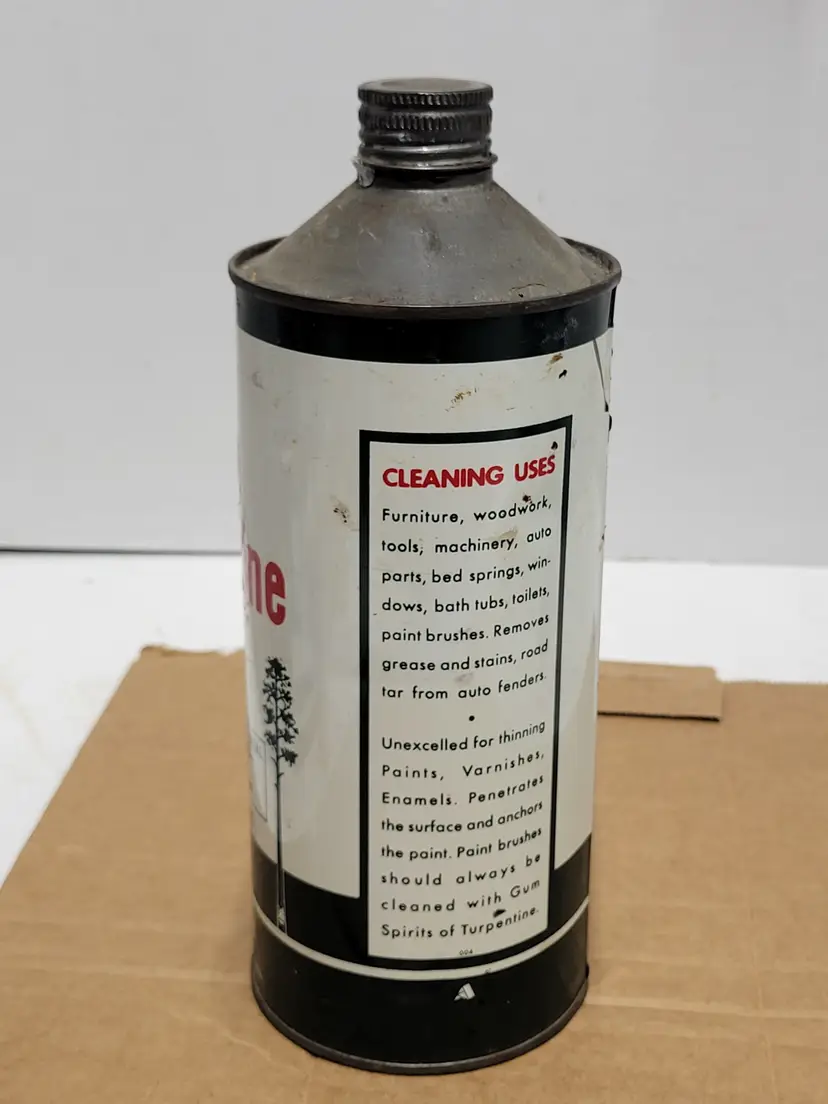 CLEANING USES
Furniture, woodwork,
tools, machinery, auto
parts, bed springs, win-
dows, bath tubs, toilets,
paint brushes. Removes
grease and stains, road
tar from auto fenders.
•
Unexcelled for thinning
Paints, Varnishes,
Enamels. Penetrates
the surface and anchors
the paint. Paint brushes
should always be
cleaned with Gum
Spirits of Turpentine.
004
ine